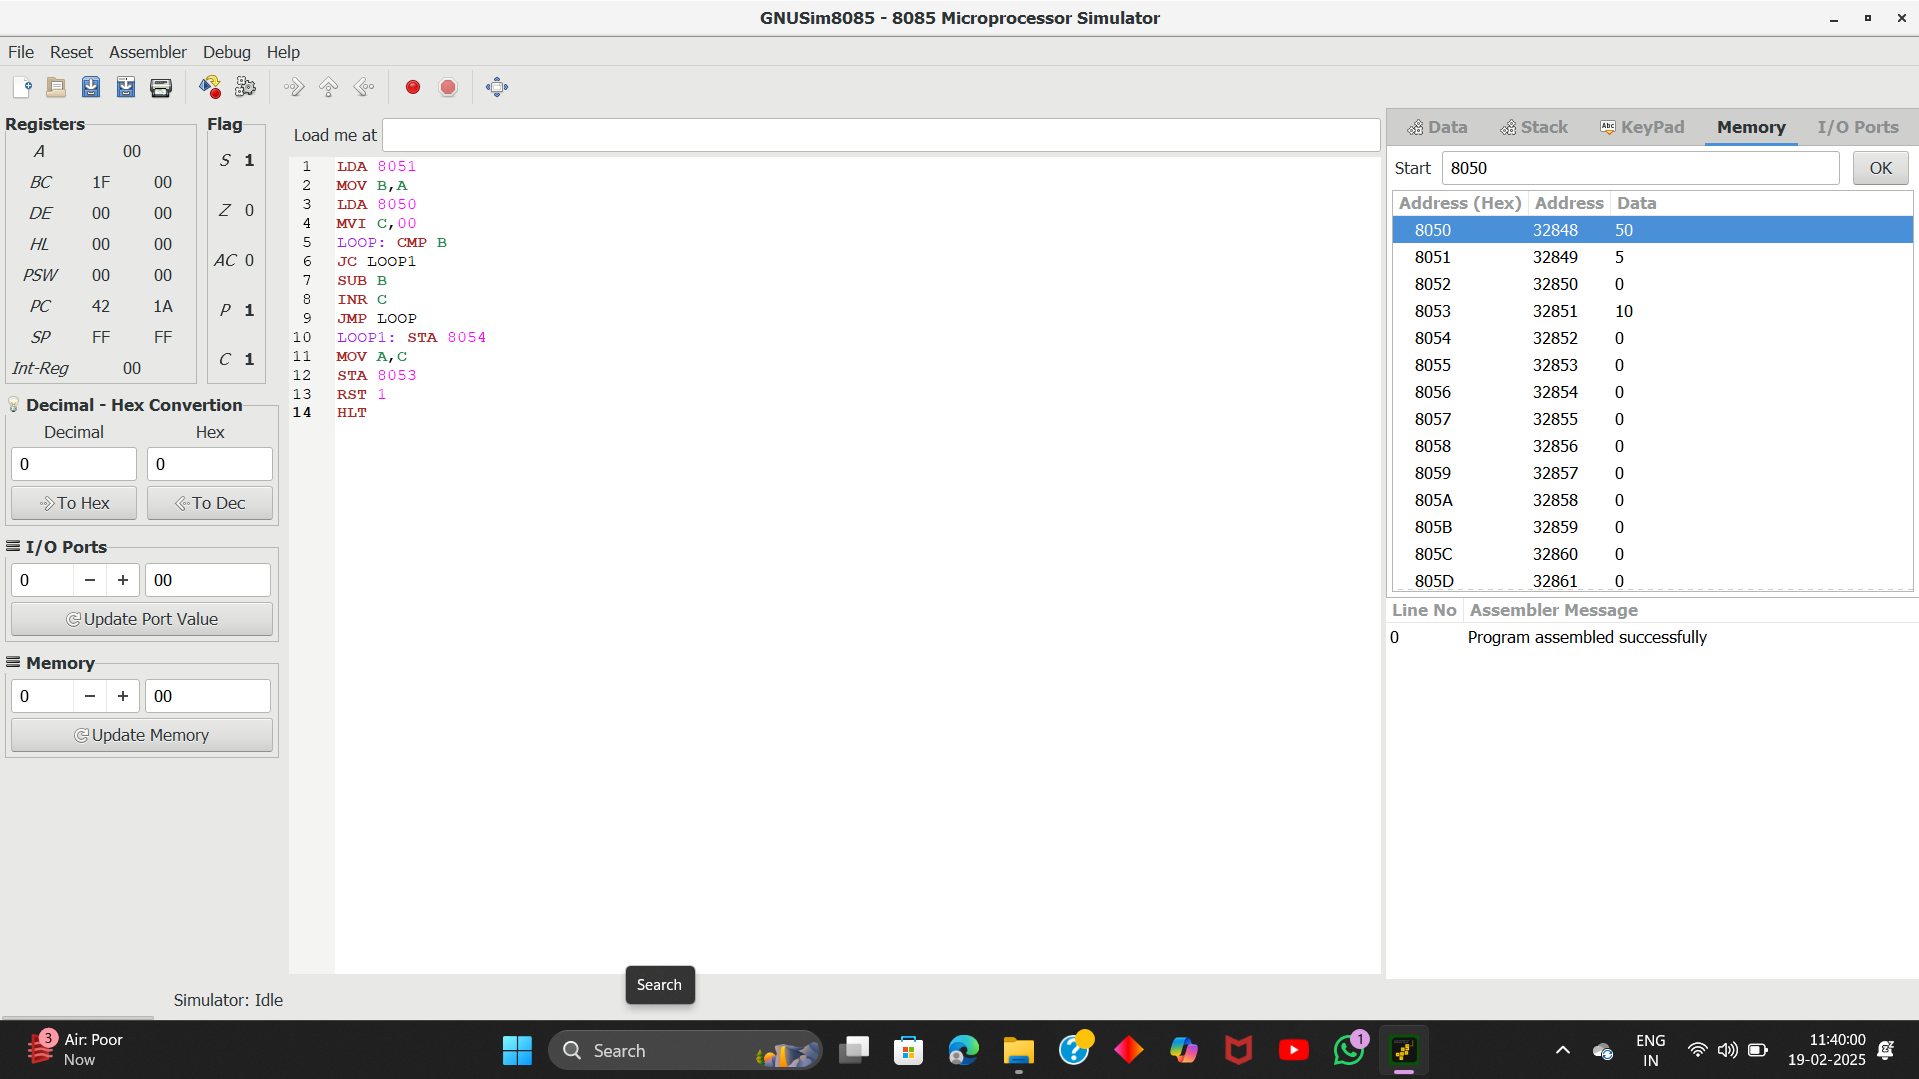 GNUSim8085 - 8085 Microprocessor Simulator
File Reset Assembler Debug Help
Registers
A 00
BC 1F 00
DE 00 00
HL 00 00
PSW 00 00
PC 42 1A
SP FF FF
Int-Reg 00
Flag
S 1
Z 0
AC 0
P 1
C 1
Decimal - Hex Convertion
Decimal Hex
0 0
To Hex To Dec
I/O Ports
0 − + 00
Update Port Value
Memory
0 − + 00
Update Memory
Load me at
1 LDA 8051
2 MOV B,A
3 LDA 8050
4 MVI C,00
5 LOOP: CMP B
6 JC LOOP1
7 SUB B
8 INR C
9 JMP LOOP
10 LOOP1: STA 8054
11 MOV A,C
12 STA 8053
13 RST 1
14 HLT
Data Stack Abc KeyPad Memory I/O Ports
Start 8050 OK
Address (Hex) Address Data
8050 32848 50
8051 32849 5
8052 32850 0
8053 32851 10
8054 32852 0
8055 32853 0
8056 32854 0
8057 32855 0
8058 32856 0
8059 32857 0
805A 32858 0
805B 32859 0
805C 32860 0
805D 32861 0
Line No Assembler Message
0 Program assembled successfully
Simulator: Idle
Search
3 Air: Poor
Now
Search
1
ENG
IN
11:40:00
19-02-2025